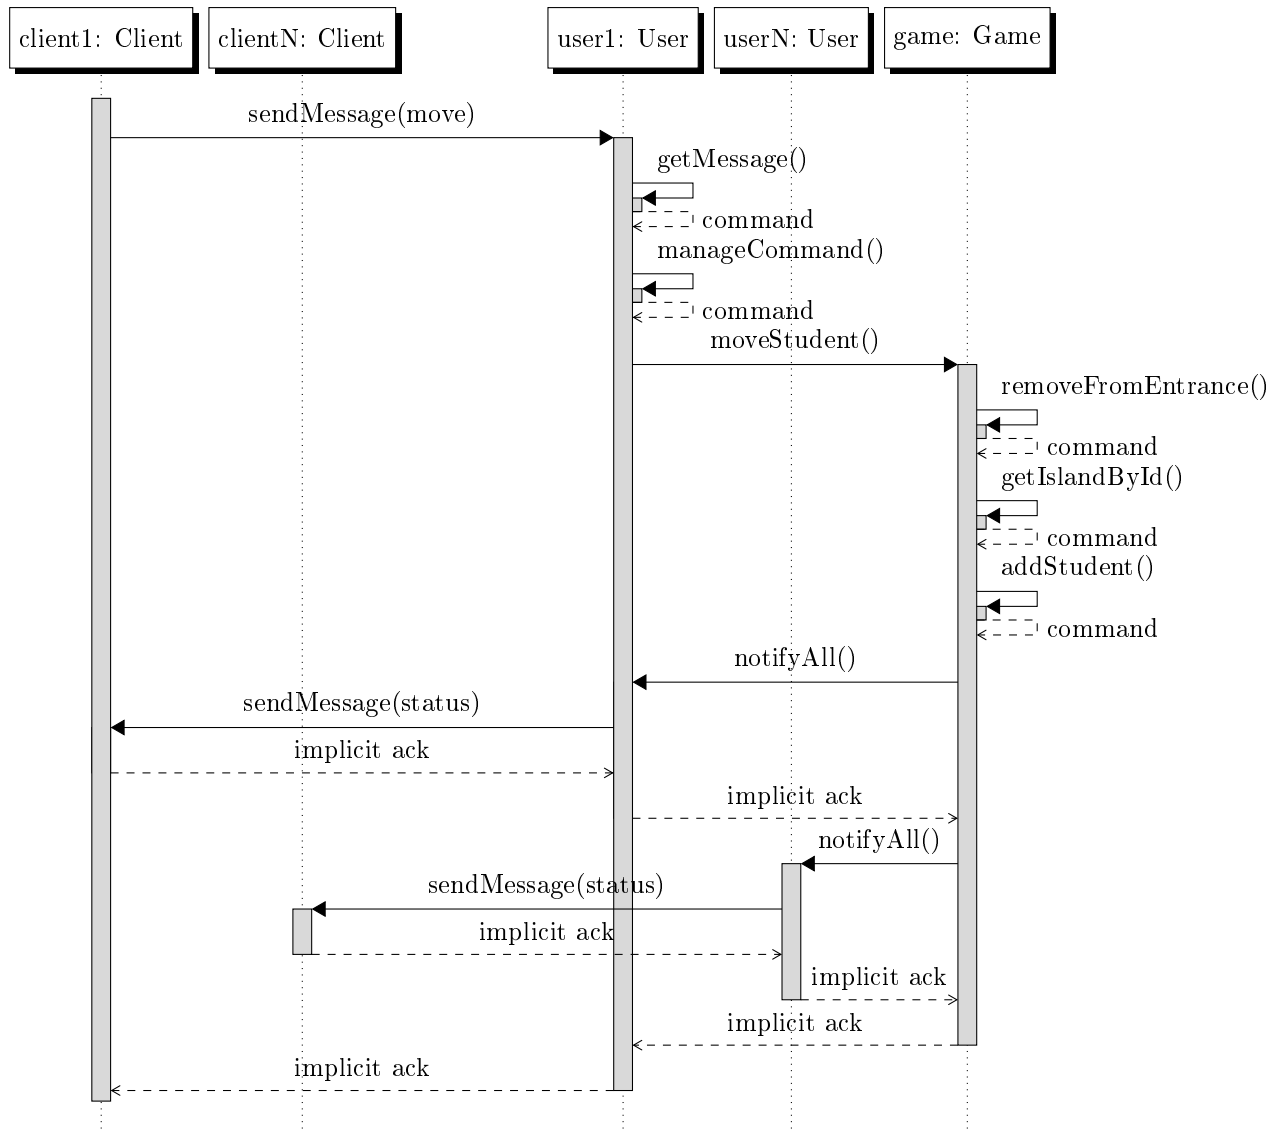 client1: Client
clientN: Client
user1: User
userN: User
game: Game
sendMessage(move)
getMessage()
command
manageCommand()
command
moveStudent()
removeFromEntrance()
command
getIslandById()
command
addStudent()
command
notifyAll()
sendMessage(status)
implicit ack
implicit ack
notifyAll()
sendMessage(status)
implicit ack
implicit ack
implicit ack
implicit ack